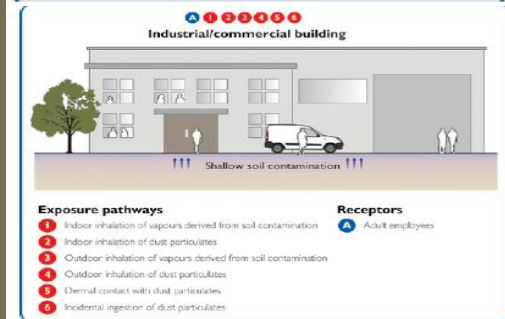 A 1 2 3 4 5 6
Industrial/commercial building
Shallow soil contamination
Exposure pathways
1 Indoor inhalation of vapours derived from soil contamination
2 Indoor inhalation of dust particulates
3 Outdoor inhalation of vapours derived from soil contamination
4 Outdoor inhalation of dust particulates
5 Dermal contact with dust particulates
6 Incidental ingestion of dust particulates
Receptors
A Adult employees